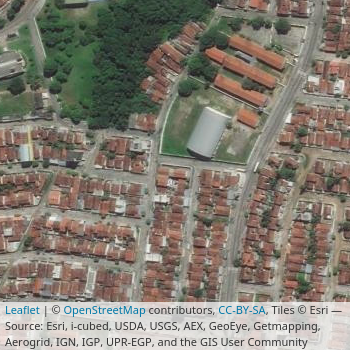 Leaflet | © OpenStreetMap contributors, CC-BY-SA, Tiles © Esri —
Source: Esri, i-cubed, USDA, USGS, AEX, GeoEye, Getmapping,
Aerogrid, IGN, IGP, UPR-EGP, and the GIS User Community